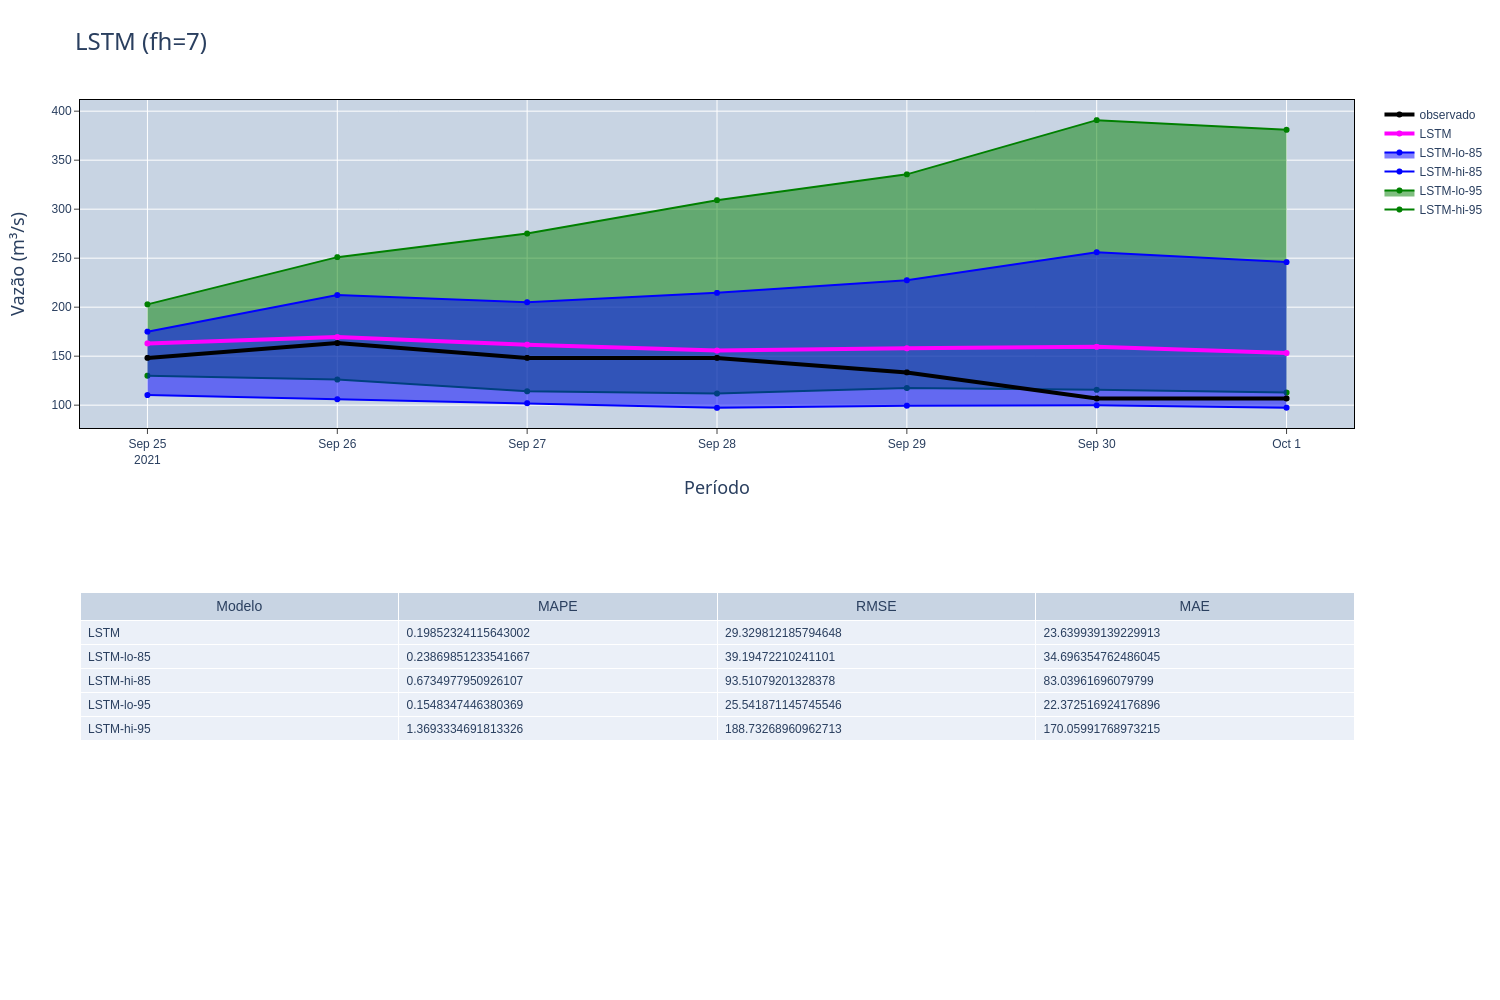 LSTM (fh=7)
400
350
300
250
200
150
100
Vazão (m³/s)
Sep 25
2021
Sep 26
Sep 27
Sep 28
Sep 29
Sep 30
Oct 1
Período
observado
LSTM
LSTM-lo-85
LSTM-hi-85
LSTM-lo-95
LSTM-hi-95
Modelo MAPE RMSE MAE
LSTM 0.19852324115643002 29.329812185794648 23.639939139229913
LSTM-lo-85 0.23869851233541667 39.19472210241101 34.696354762486045
LSTM-hi-85 0.6734977950926107 93.51079201328378 83.03961696079799
LSTM-lo-95 0.1548347446380369 25.541871145745546 22.372516924176896
LSTM-hi-95 1.3693334691813326 188.73268960962713 170.05991768973215